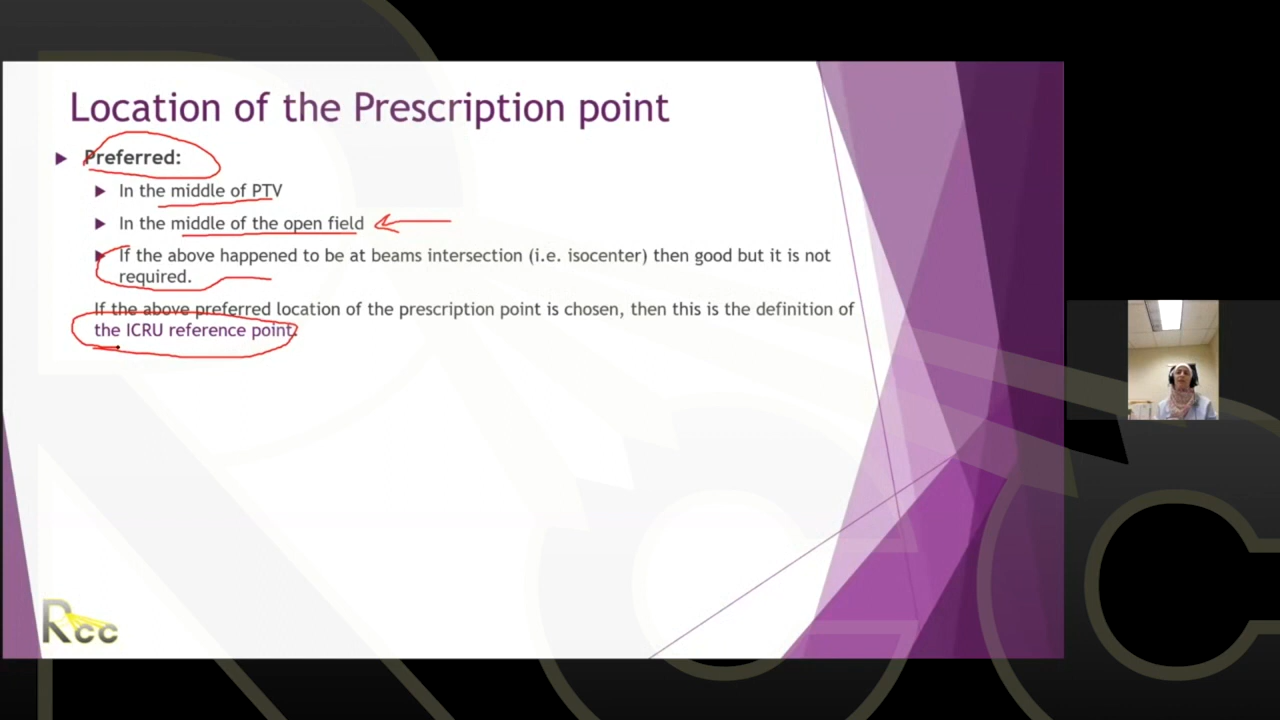 Location of the Prescription point
Preferred:
In the middle of PTV
In the middle of the open field
If the above happened to be at beams intersection (i.e. isocenter) then good but it is not
required.
If the above preferred location of the prescription point is chosen, then this is the definition of
the ICRU reference point.
Rcc